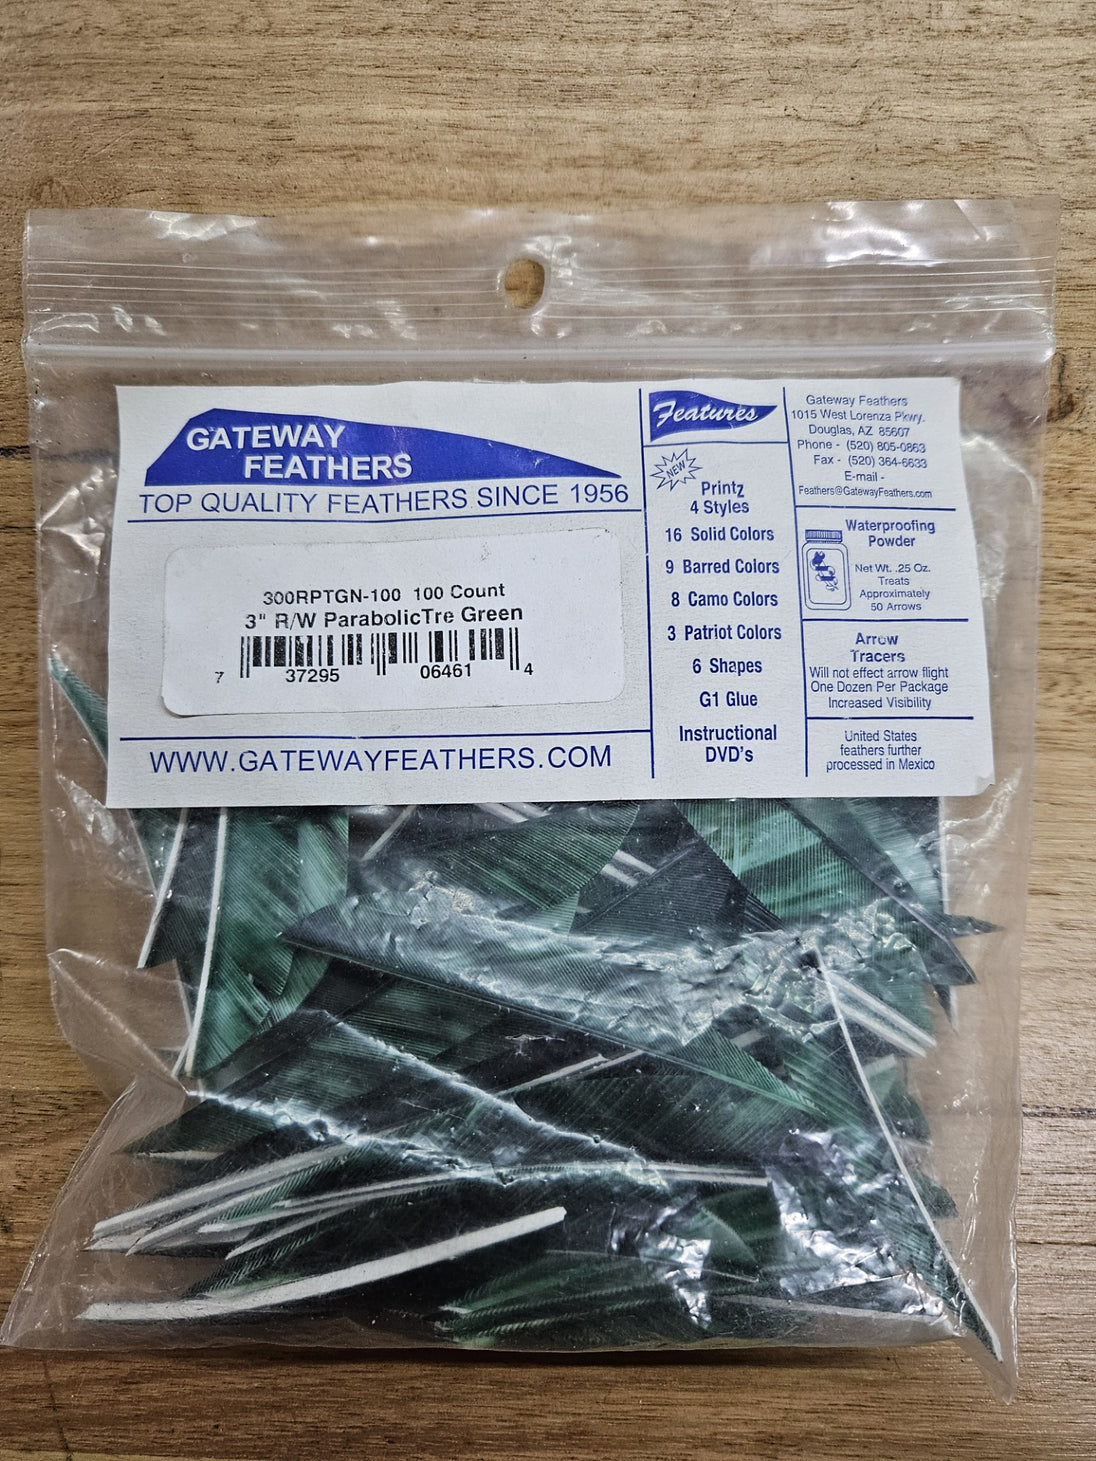 GATEWAY
FEATHERS
TOP QUALITY FEATHERS SINCE 1956
300RPTGN-100 100 Count
3" R/W ParabolicTre Green
7 37295 06461 4
WWW.GATEWAYFEATHERS.COM
Features
NEW
Printz
4 Styles
16 Solid Colors
9 Barred Colors
8 Camo Colors
3 Patriot Colors
6 Shapes
G1 Glue
Instructional
DVD's
Gateway Feathers
1015 West Lorenza Pkwy.
Douglas, AZ 85607
Phone - (520) 805-0863
Fax - (520) 364-6633
E-mail -
Feathers@GatewayFeathers.com
Waterproofing
Powder
Net Wt. .25 Oz.
Treats
Approximately
50 Arrows
Arrow
Tracers
Will not effect arrow flight
One Dozen Per Package
Increased Visibility
United States
feathers further
processed in Mexico